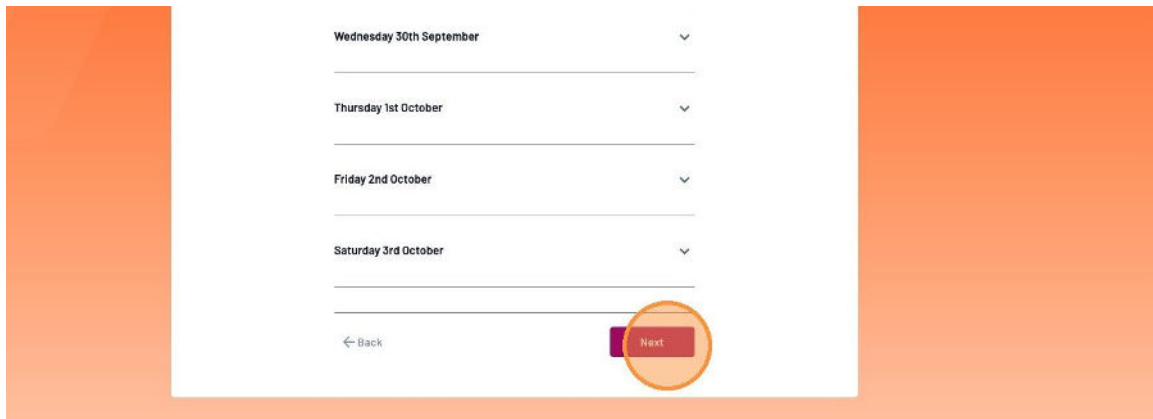 Wednesday 30th September
Thursday 1st October
Friday 2nd October
Saturday 3rd October
Back
Next